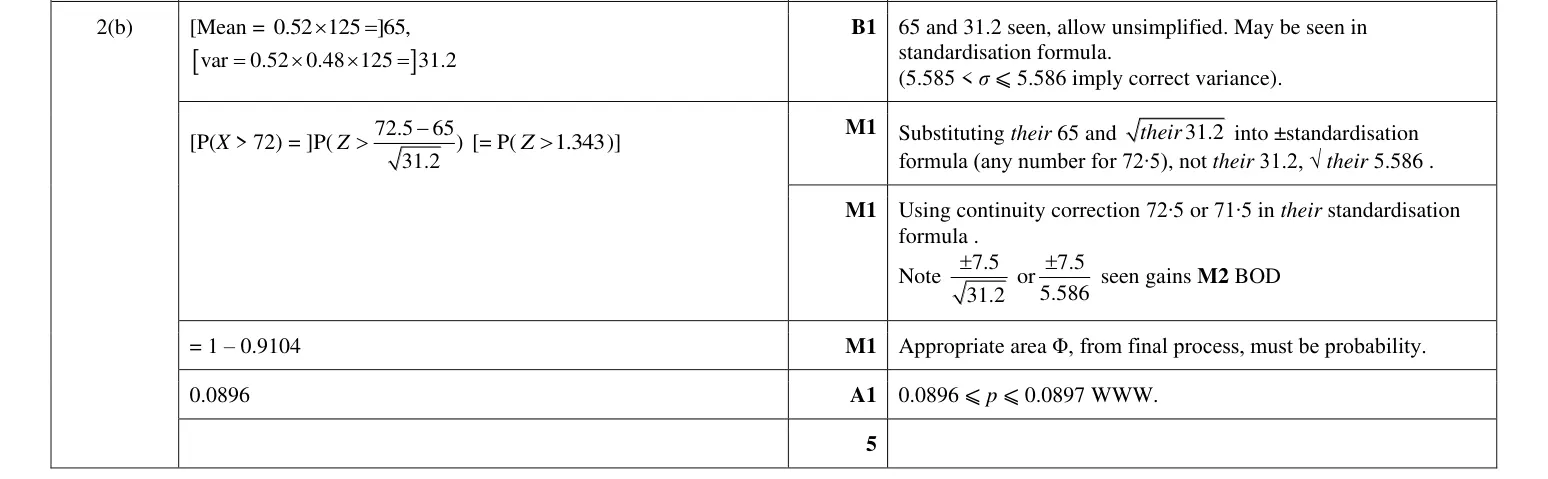 2(b)
[Mean = 0.52×125 =]65,
[var = 0.52×0.48×125 =]31.2
B1
65 and 31.2 seen, allow unsimplified. May be seen in
standardisation formula.
(5.585 < σ ⩽ 5.586 imply correct variance).
[P(X > 72) = ]P( Z > (72.5 − 65)/√31.2 ) [= P( Z >1.343)]
M1
Substituting their 65 and √their 31.2 into ±standardisation
formula (any number for 72·5), not their 31.2, √ their 5.586 .
M1
Using continuity correction 72·5 or 71·5 in their standardisation
formula .
Note ±7.5/√31.2 or ±7.5/5.586 seen gains M2 BOD
= 1 – 0.9104
M1
Appropriate area Φ, from final process, must be probability.
0.0896
A1
0.0896 ⩽ p ⩽ 0.0897 WWW.
5